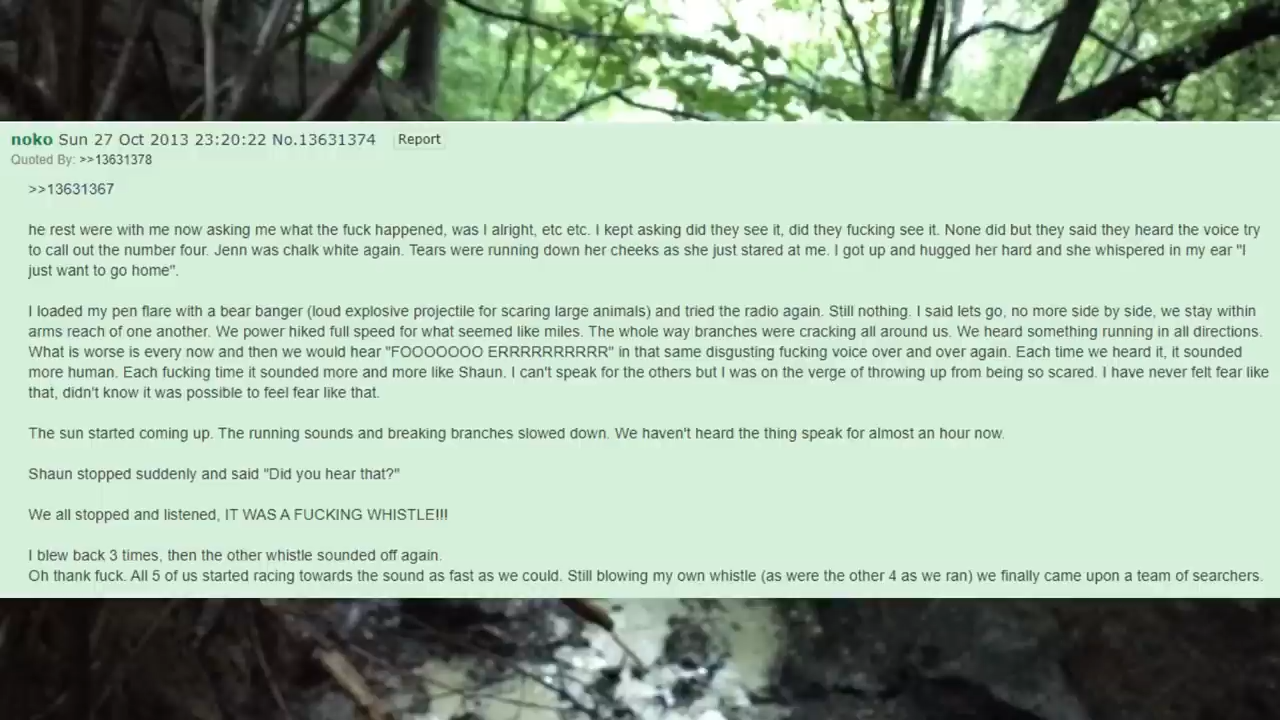 noko Sun 27 Oct 2013 23:20:22 No.13631374 Report
Quoted By: >>13631378
>>13631367
he rest were with me now asking me what the fuck happened, was I alright, etc etc. I kept asking did they see it, did they fucking see it. None did but they said they heard the voice try
to call out the number four. Jenn was chalk white again. Tears were running down her cheeks as she just stared at me. I got up and hugged her hard and she whispered in my ear "I
just want to go home".
I loaded my pen flare with a bear banger (loud explosive projectile for scaring large animals) and tried the radio again. Still nothing. I said lets go, no more side by side, we stay within
arms reach of one another. We power hiked full speed for what seemed like miles. The whole way branches were cracking all around us. We heard something running in all directions.
What is worse is every now and then we would hear "FOOOOOOO ERRRRRRRRRR" in that same disgusting fucking voice over and over again. Each time we heard it, it sounded
more human. Each fucking time it sounded more and more like Shaun. I can't speak for the others but I was on the verge of throwing up from being so scared. I have never felt fear like
that, didn't know it was possible to feel fear like that.
The sun started coming up. The running sounds and breaking branches slowed down. We haven't heard the thing speak for almost an hour now.
Shaun stopped suddenly and said "Did you hear that?"
We all stopped and listened, IT WAS A FUCKING WHISTLE!!!
I blew back 3 times, then the other whistle sounded off again.
Oh thank fuck. All 5 of us started racing towards the sound as fast as we could. Still blowing my own whistle (as were the other 4 as we ran) we finally came upon a team of searchers.